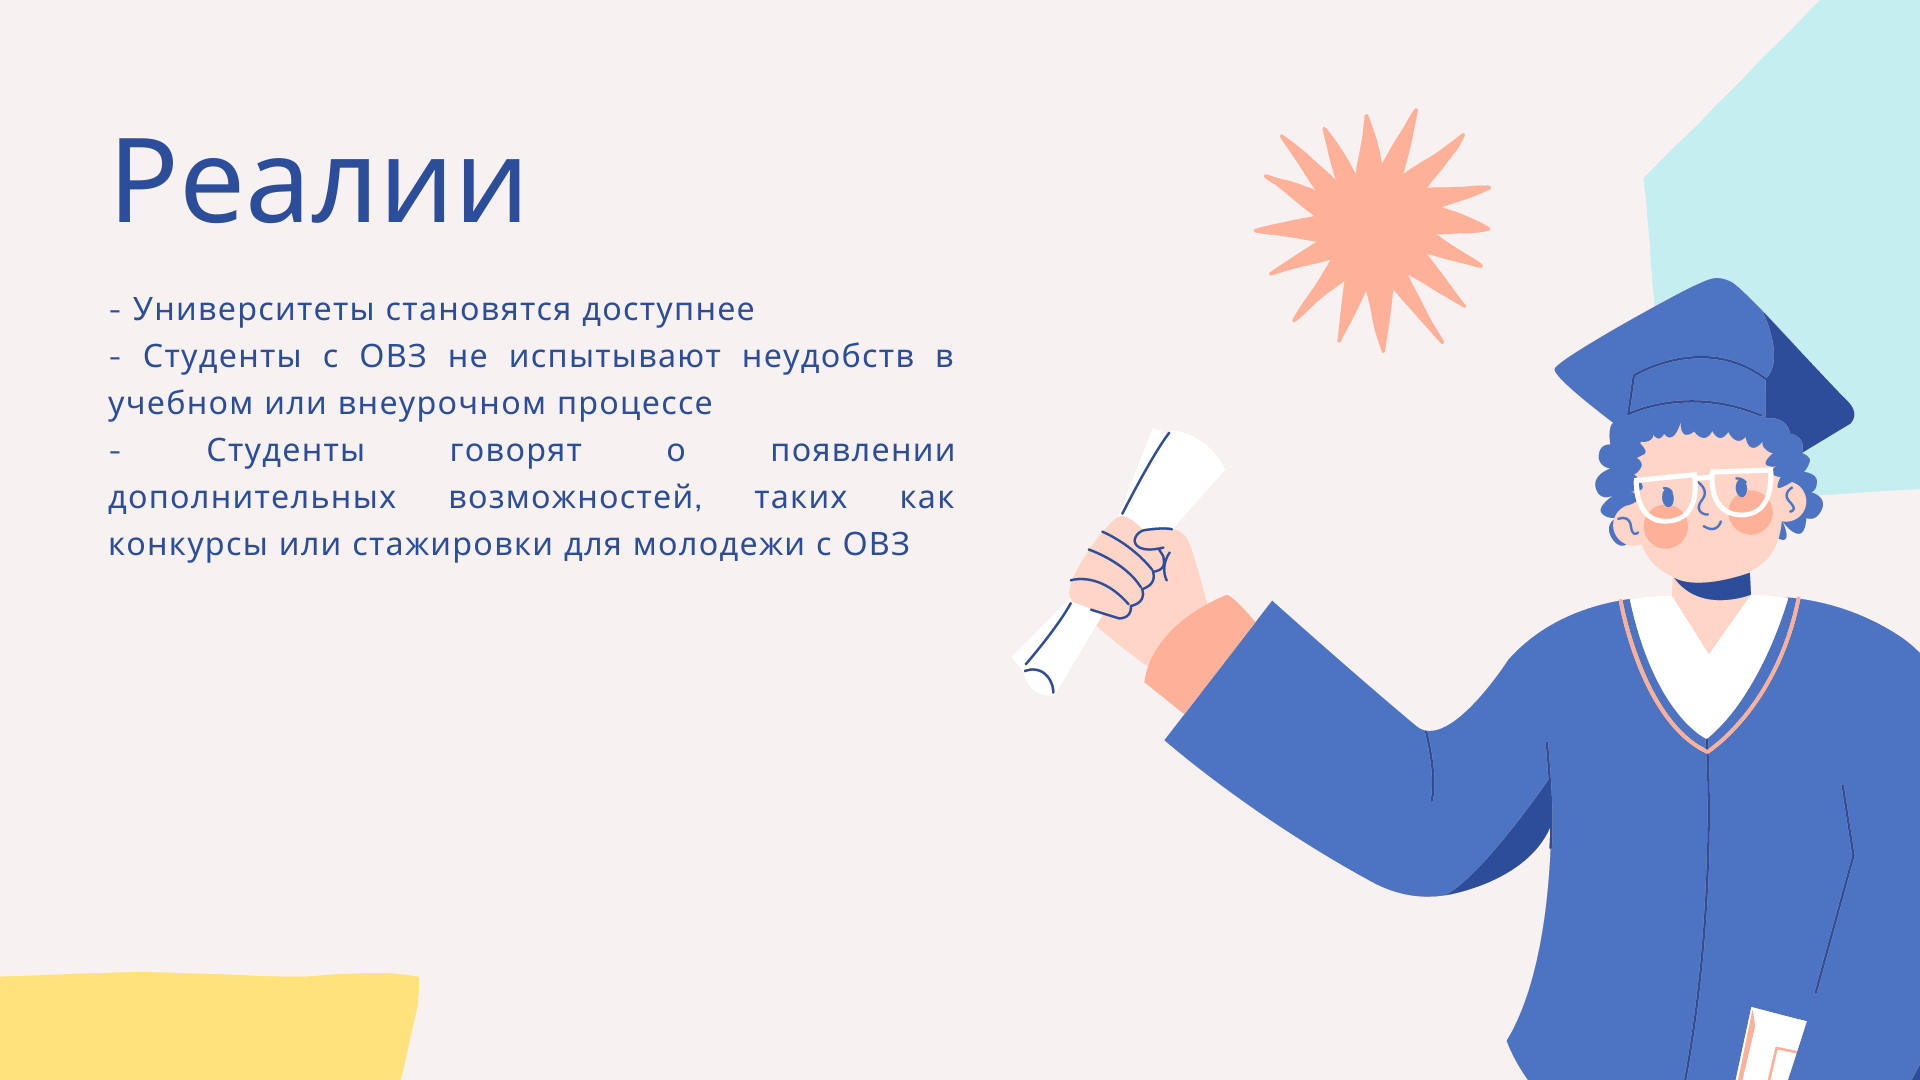 Реалии
- Университеты становятся доступнее
- Студенты с ОВЗ не испытывают неудобств в
учебном или внеурочном процессе
- Студенты говорят о появлении
дополнительных возможностей, таких как
конкурсы или стажировки для молодежи с ОВЗ